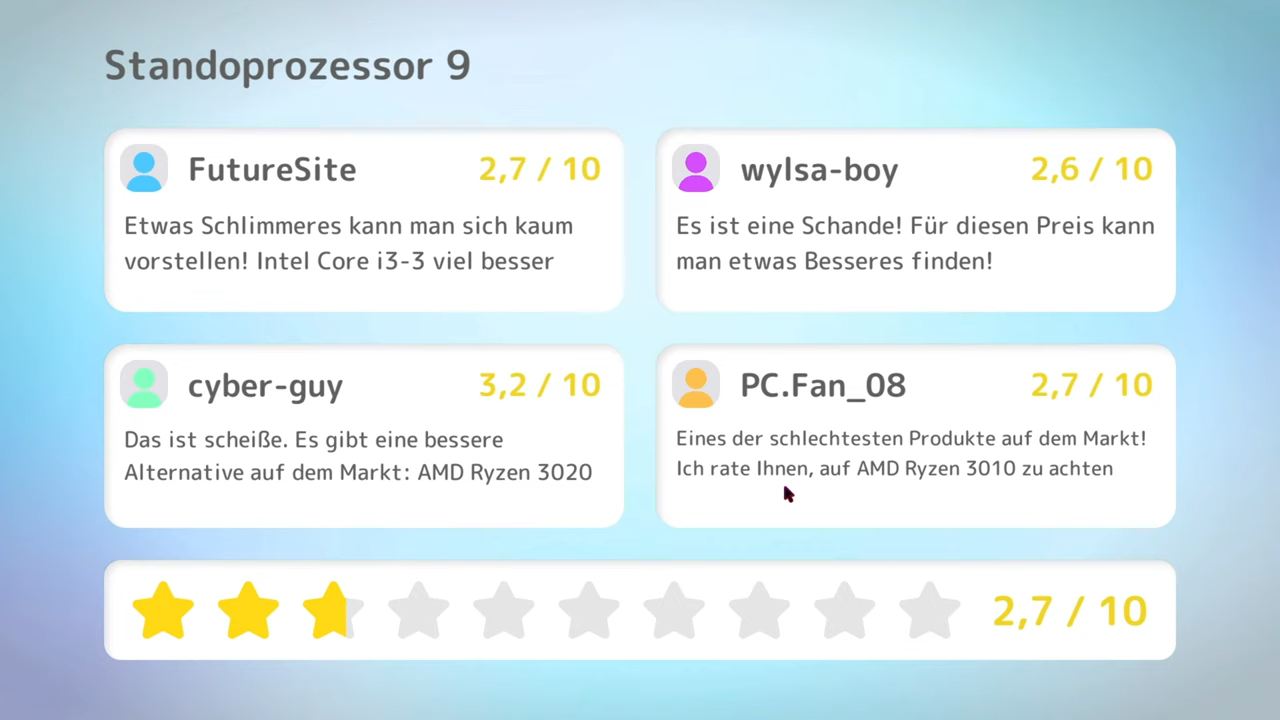 Standoprozessor 9
FutureSite 2,7 / 10
Etwas Schlimmeres kann man sich kaum
vorstellen! Intel Core i3-3 viel besser
wylsa-boy 2,6 / 10
Es ist eine Schande! Für diesen Preis kann
man etwas Besseres finden!
cyber-guy 3,2 / 10
Das ist scheiße. Es gibt eine bessere
Alternative auf dem Markt: AMD Ryzen 3020
PC.Fan_08 2,7 / 10
Eines der schlechtesten Produkte auf dem Markt!
Ich rate Ihnen, auf AMD Ryzen 3010 zu achten
2,7 / 10